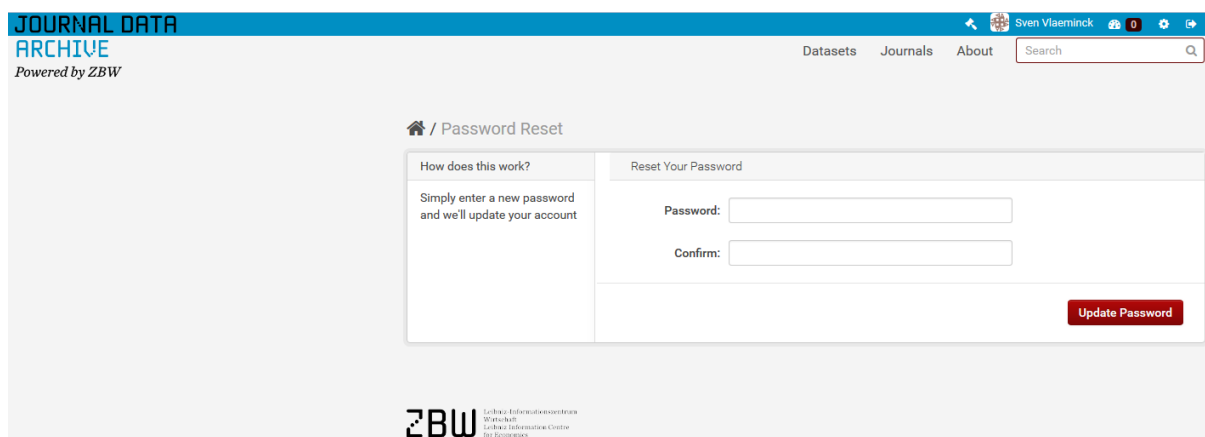 JOURNAL DATA
ARCHIVE
Powered by ZBW
Sven Vlaeminck 0
Datasets Journals About Search
/ Password Reset
How does this work?
Simply enter a new password
and we'll update your account
Reset Your Password
Password:
Confirm:
Update Password
ZBW
Leibniz-Informationszentrum
Wirtschaft
Leibniz Information Centre
for Economics